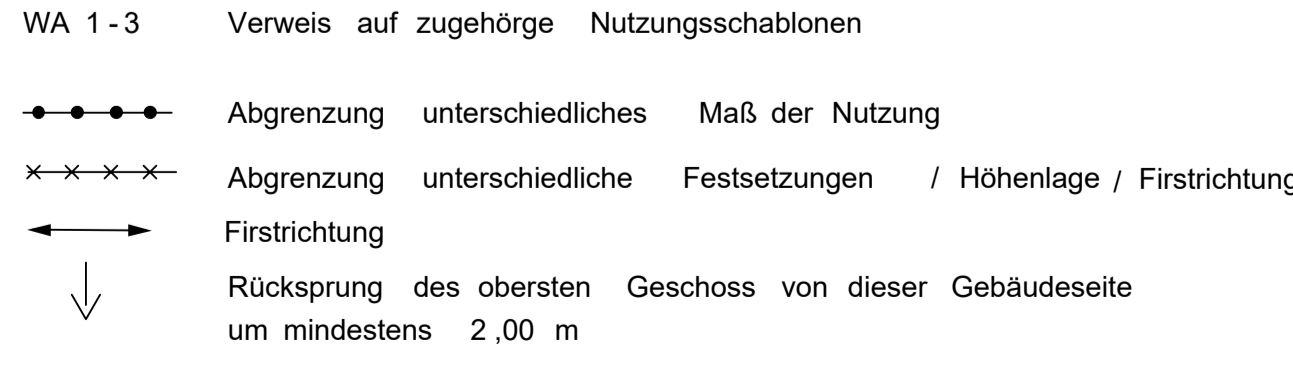 WA 1-3 Verweis auf zugehörge Nutzungsschablonen
Abgrenzung unterschiedliches Maß der Nutzung
Abgrenzung unterschiedliche Festsetzungen / Höhenlage / Firstrichtung
Firstrichtung
Rücksprung des obersten Geschoss von dieser Gebäudeseite
um mindestens 2,00 m